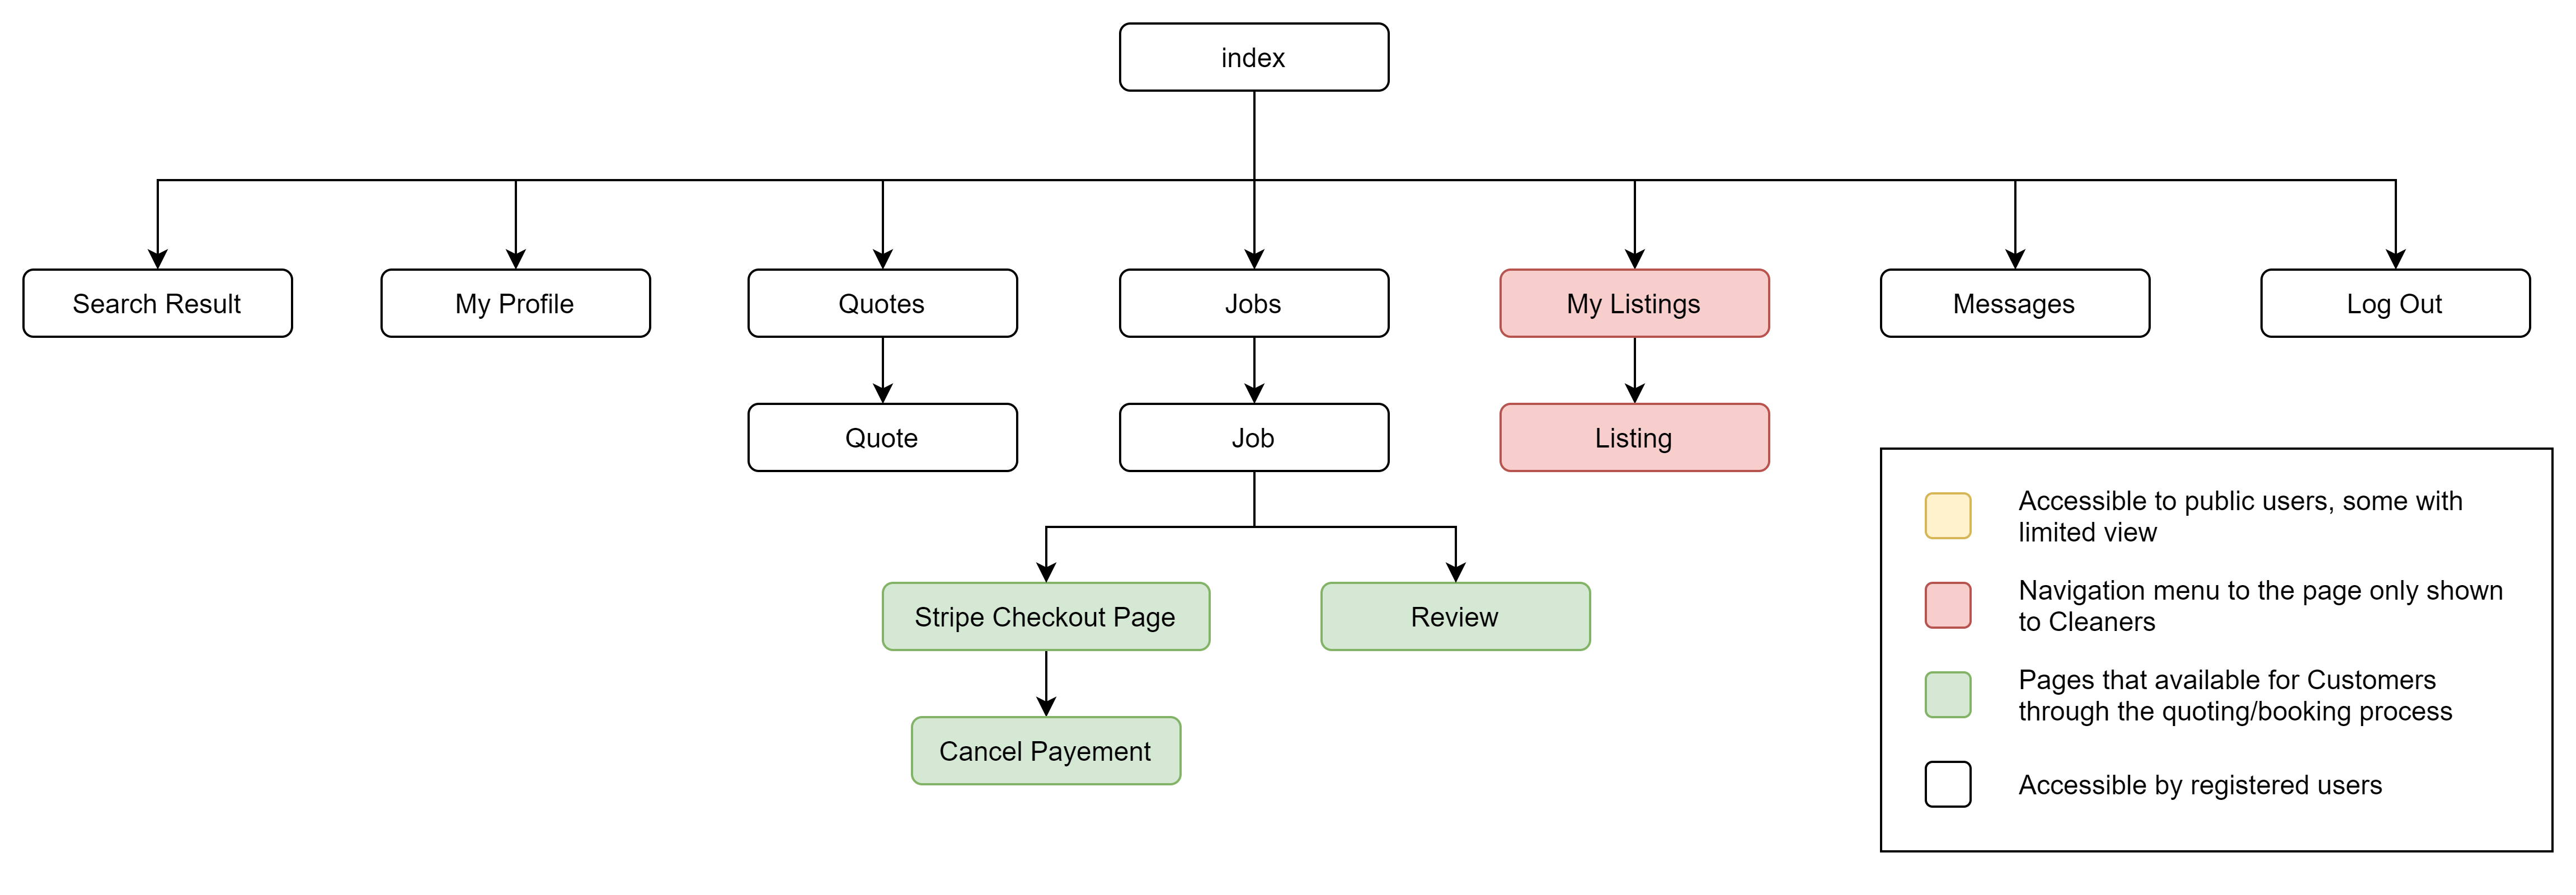 index
Search Result
My Profile
Quotes
Jobs
My Listings
Messages
Log Out
Quote
Job
Listing
Stripe Checkout Page
Review
Cancel Payement
Accessible to public users, some with
limited view
Navigation menu to the page only shown
to Cleaners
Pages that available for Customers
through the quoting/booking process
Accessible by registered users